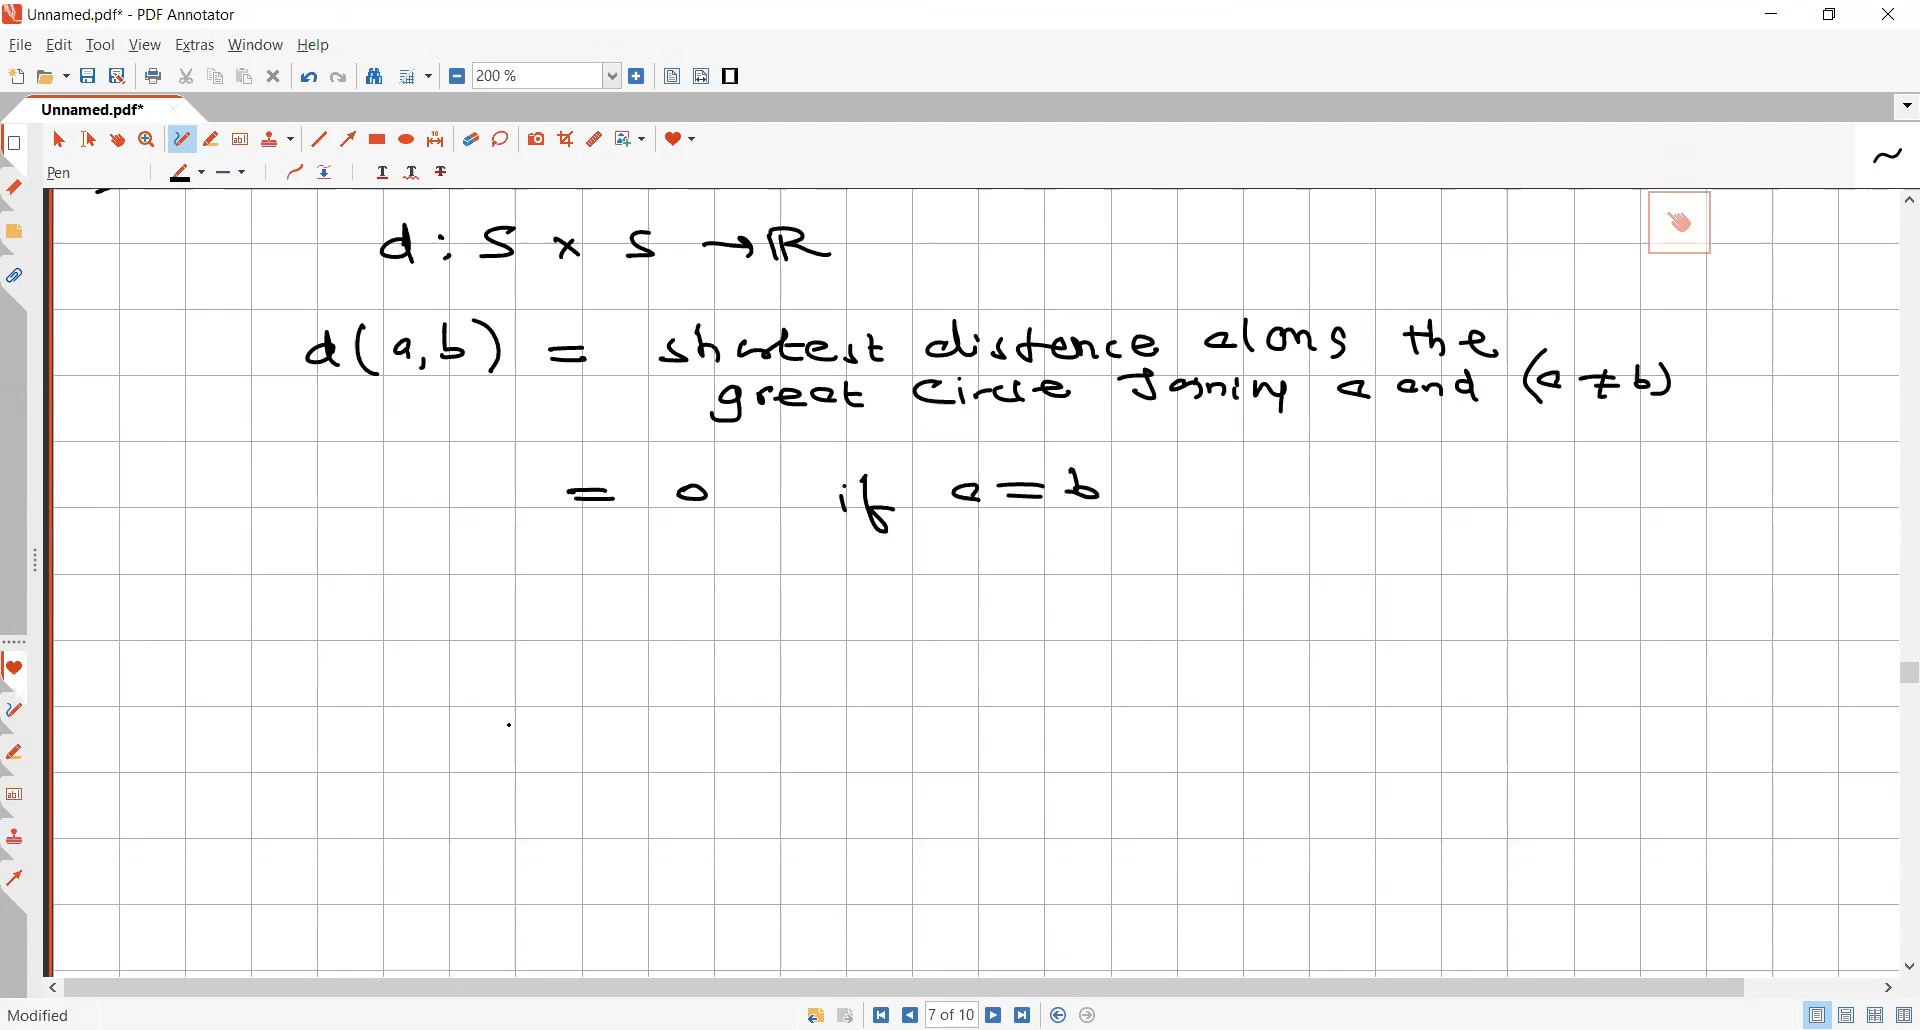 Unnamed.pdf* - PDF Annotator
File Edit Tool View Extras Window Help
200 %
Unnamed.pdf*
Pen
d : S x S → ℝ
d(a,b) = shortest distence along the
great circle Joining a and (a ≠ b)
= 0 if a = b
Modified
7 of 10